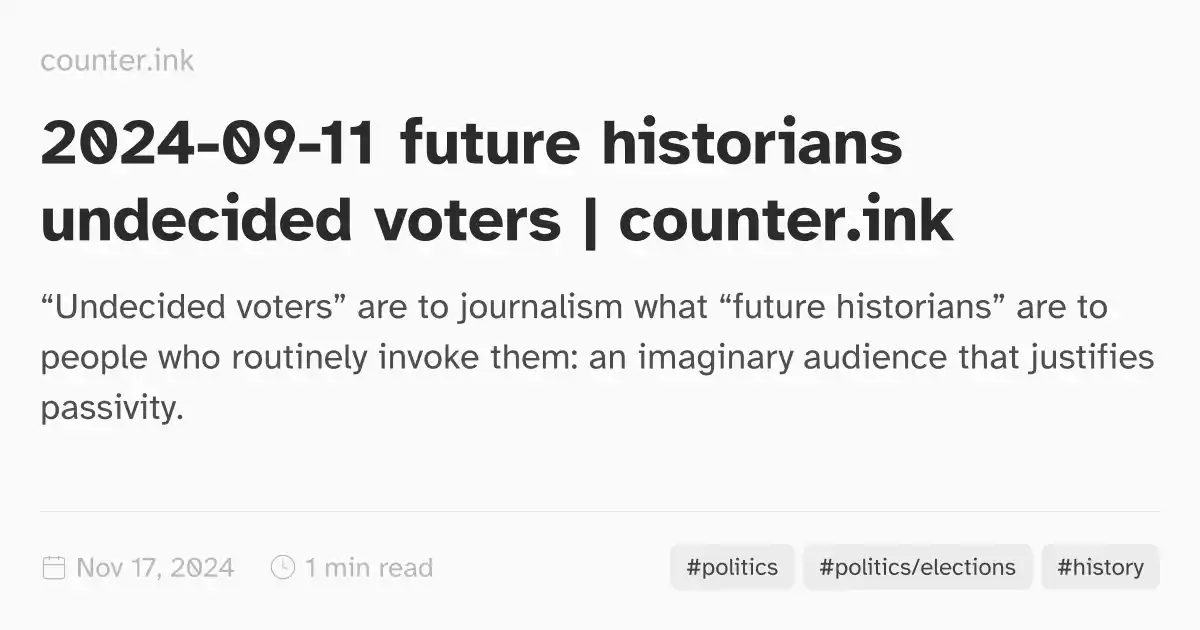 counter.ink
2024-09-11 future historians
undecided voters | counter.ink
“Undecided voters” are to journalism what “future historians” are to
people who routinely invoke them: an imaginary audience that justifies
passivity.
Nov 17, 2024 1 min read #politics #politics/elections #history